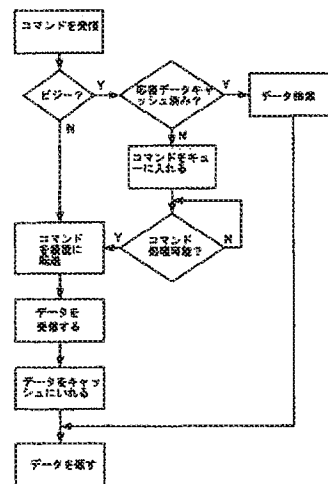 コマンドを受信
ビジー?
Y
応答データキャ
ッシュ済み?
Y
データ検索
N
N
コマンドをキュ
ーに入れる
コマンド
処理可能?
Y
N
コマンド
を装置に
転送
データを
受信する
データをキャッ
シュにいれる
データを返す